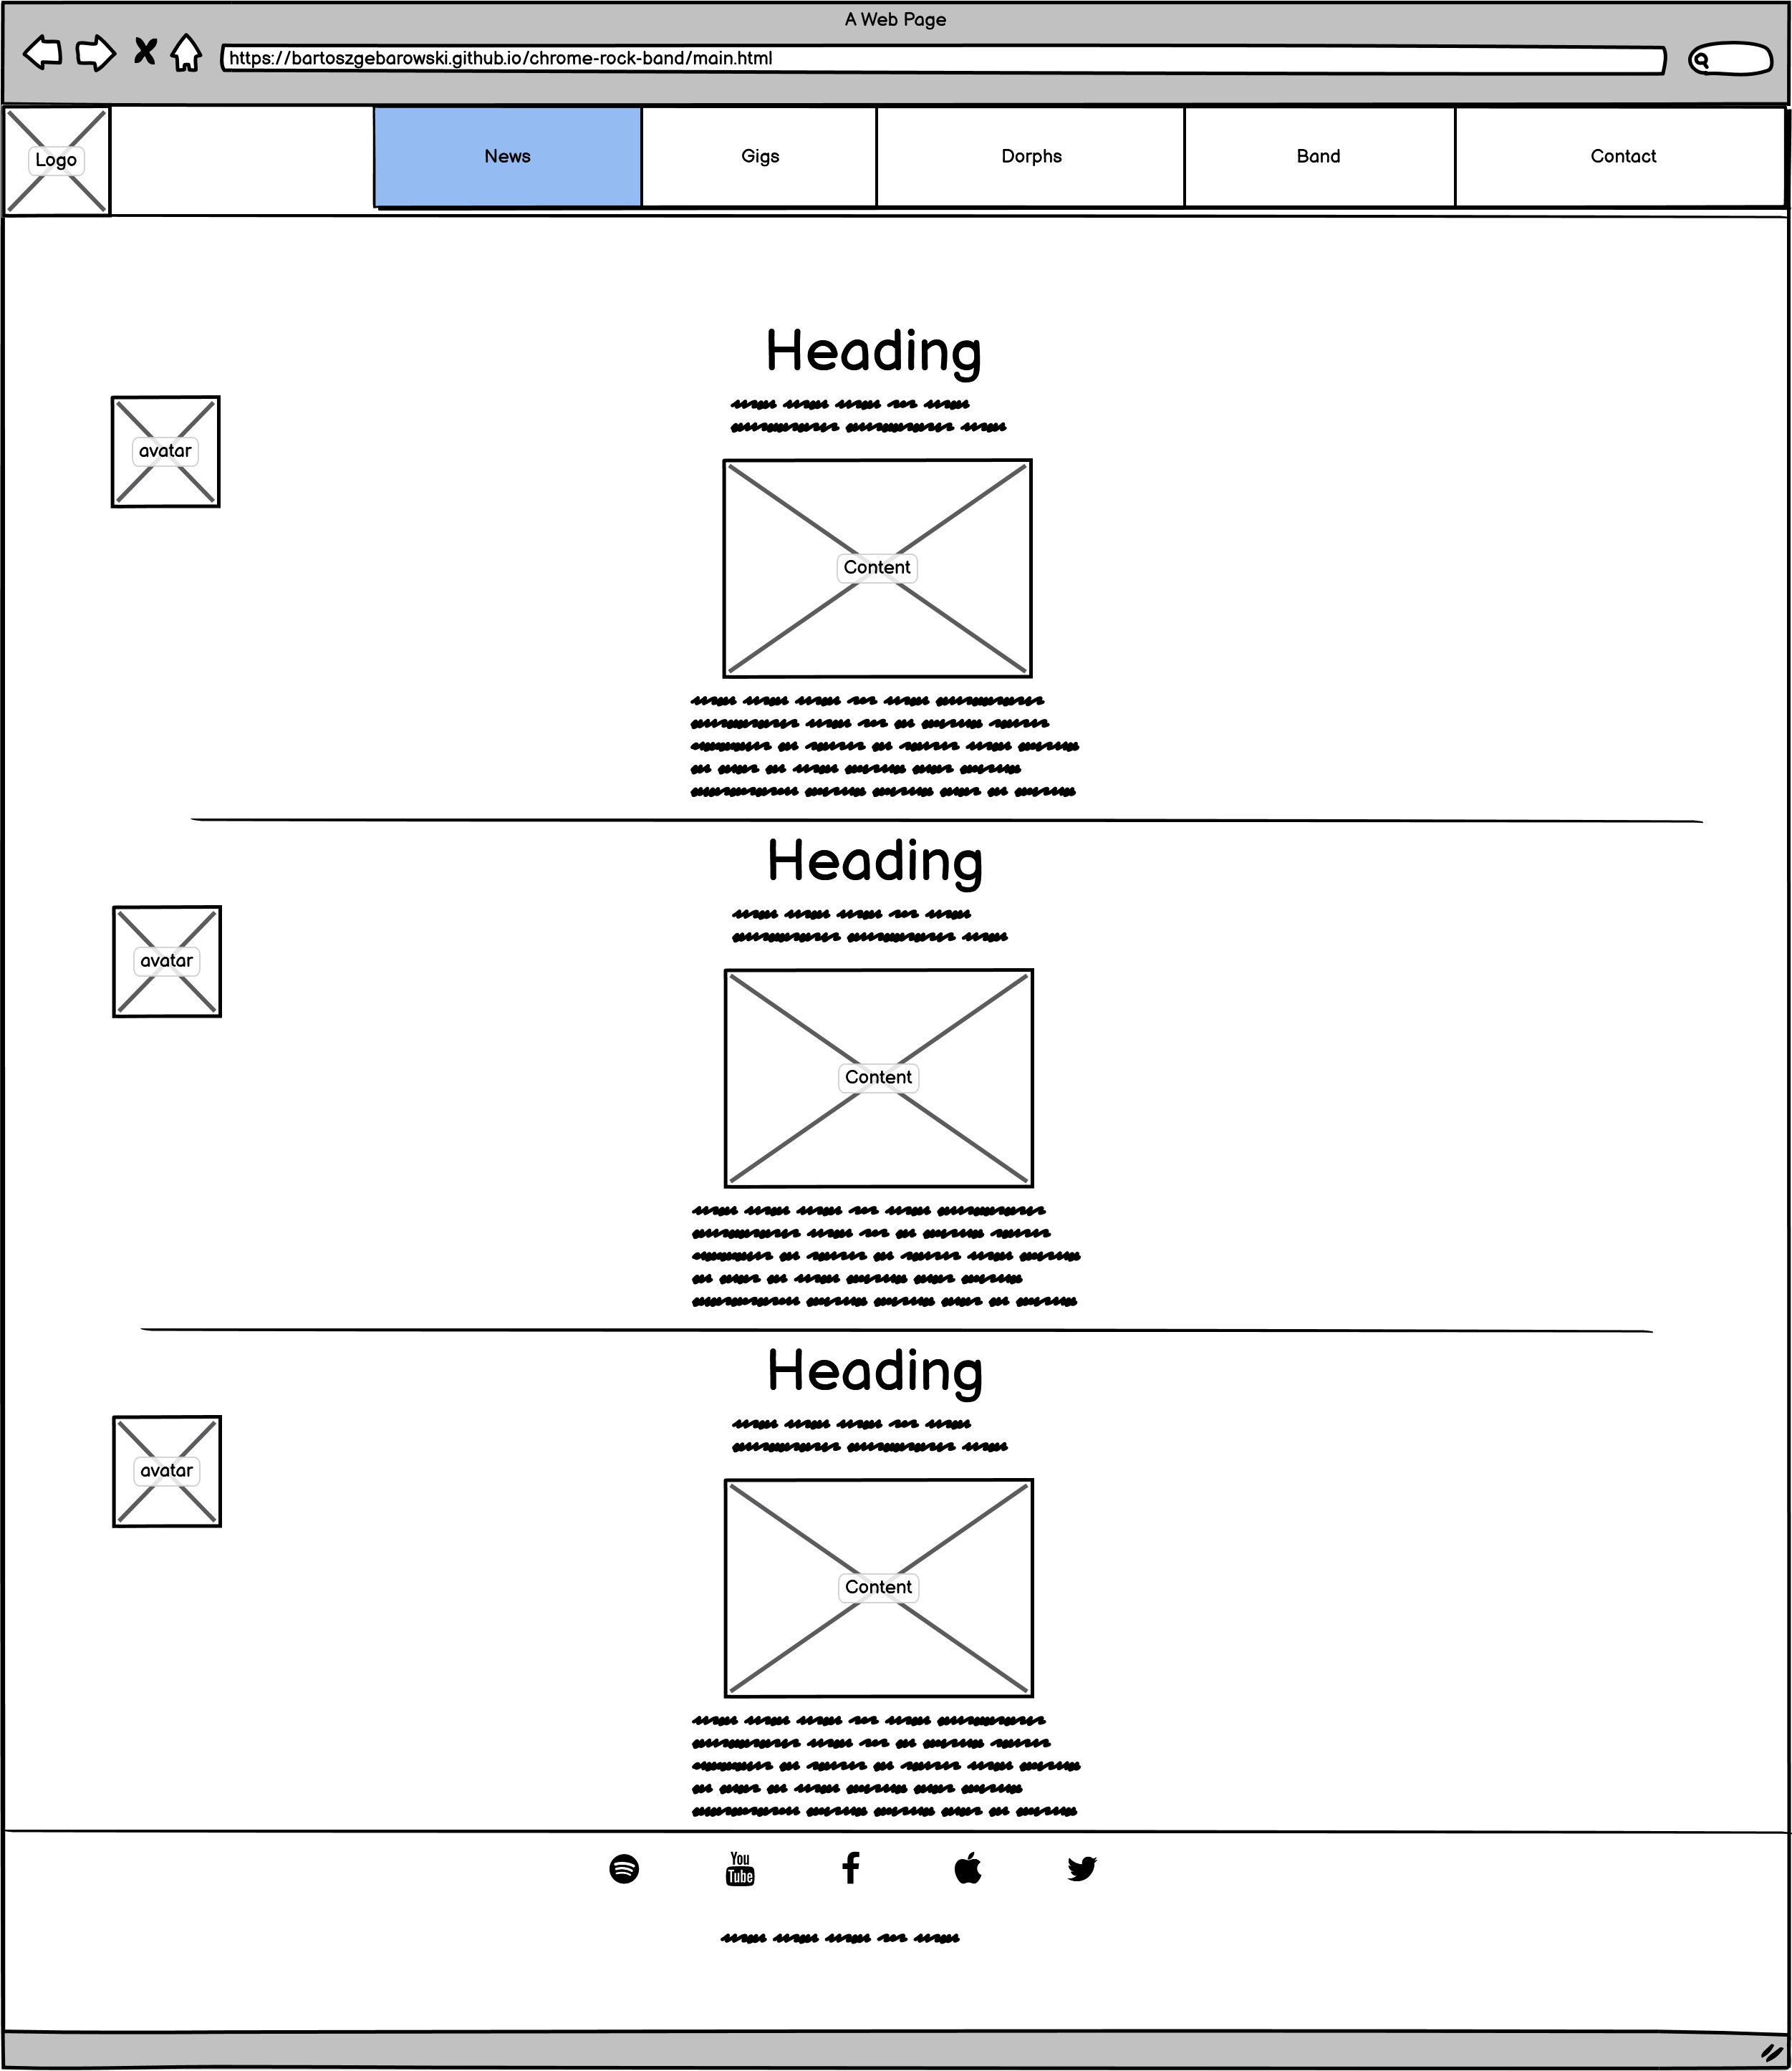 A Web Page
https://bartoszgebarowski.github.io/chrome-rock-band/main.html
Logo
News
Gigs
Dorphs
Band
Contact
Heading
avatar
Content
Heading
avatar
Content
Heading
avatar
Content
You
Tube